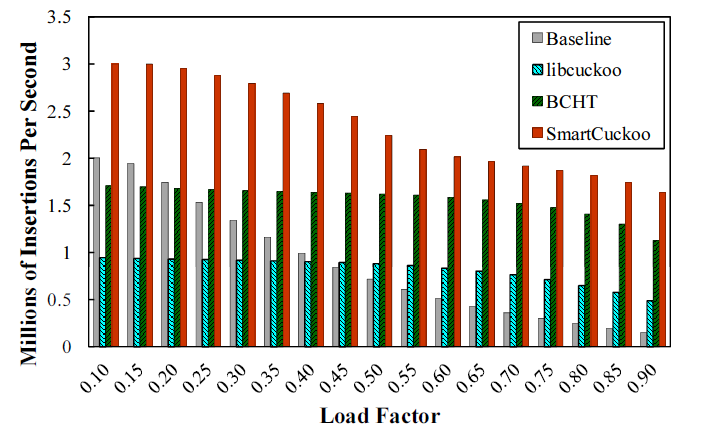 Millions of Insertions Per Second
3.5
3
2.5
2
1.5
1
0.5
0
Baseline
libcuckoo
BCHT
SmartCuckoo
0.10 0.15 0.20 0.25 0.30 0.35 0.40 0.45 0.50 0.55 0.60 0.65 0.70 0.75 0.80 0.85 0.90
Load Factor